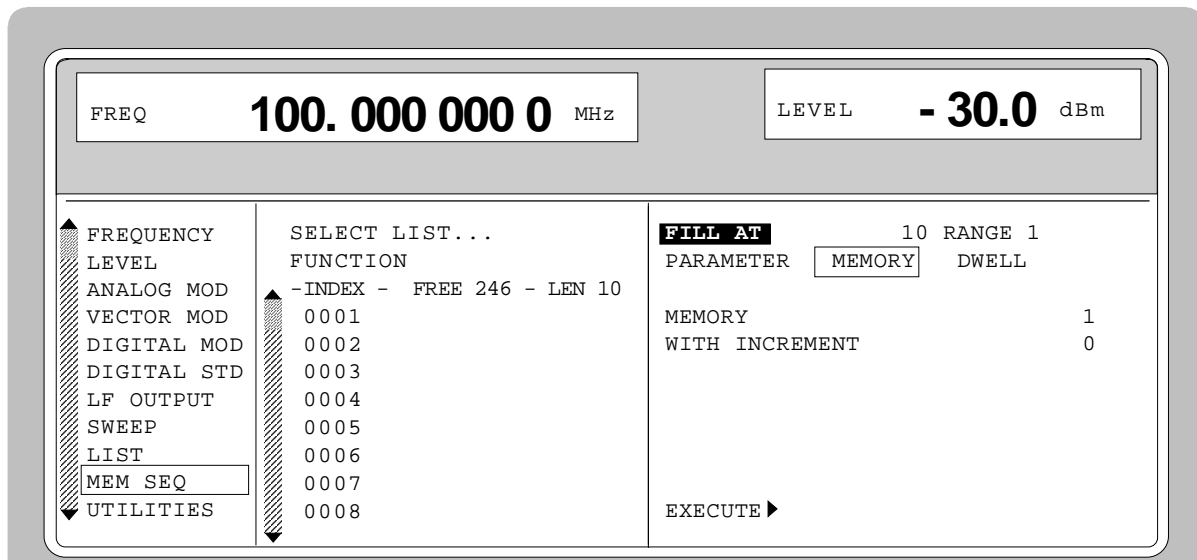 FREQ 100. 000 000 0 MHz
LEVEL - 30.0 dBm
FREQUENCY
LEVEL
ANALOG MOD
VECTOR MOD
DIGITAL MOD
DIGITAL STD
LF OUTPUT
SWEEP
LIST
MEM SEQ
UTILITIES
SELECT LIST...
FUNCTION
-INDEX - FREE 246 - LEN 10
0001
0002
0003
0004
0005
0006
0007
0008
FILL AT 10 RANGE 1
PARAMETER MEMORY DWELL
MEMORY 1
WITH INCREMENT 0
EXECUTE